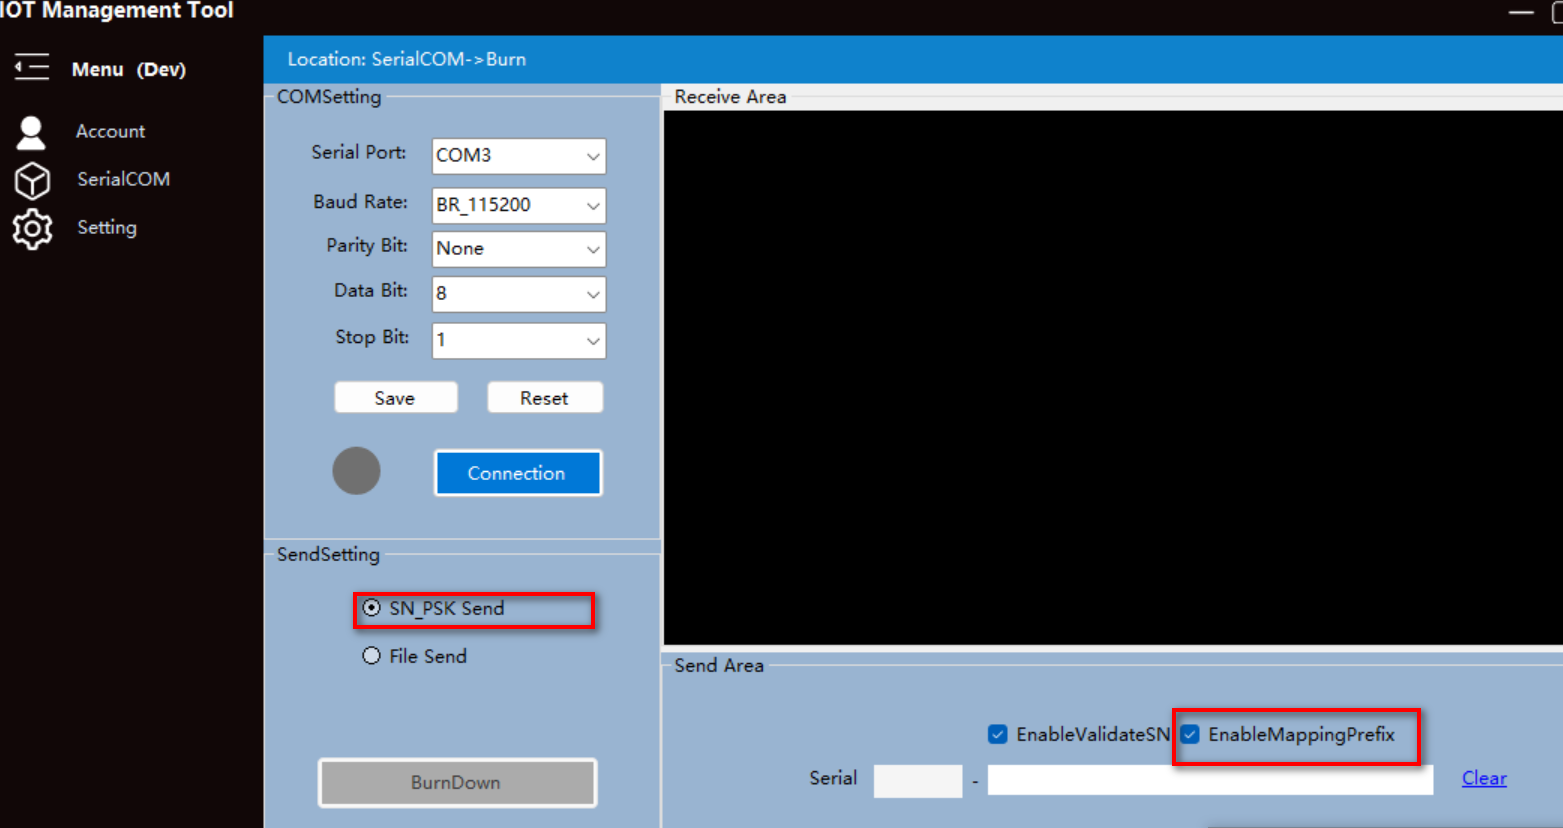 IOT Management Tool
Menu (Dev)
Account
SerialCOM
Setting
Location: SerialCOM->Burn
COMSetting
Serial Port: COM3
Baud Rate: BR_115200
Parity Bit: None
Data Bit: 8
Stop Bit: 1
Save Reset
Connection
SendSetting
SN_PSK Send
File Send
BurnDown
Receive Area
Send Area
EnableValidateSN EnableMappingPrefix
Serial - Clear